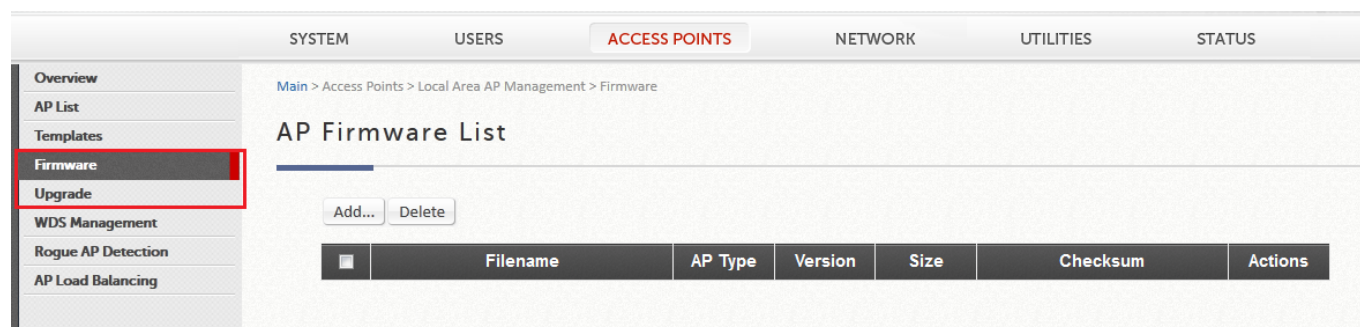 SYSTEM USERS ACCESS POINTS NETWORK UTILITIES STATUS
Overview
AP List
Templates
Firmware
Upgrade
WDS Management
Rogue AP Detection
AP Load Balancing
Main > Access Points > Local Area AP Management > Firmware
AP Firmware List
Add... Delete
Filename AP Type Version Size Checksum Actions